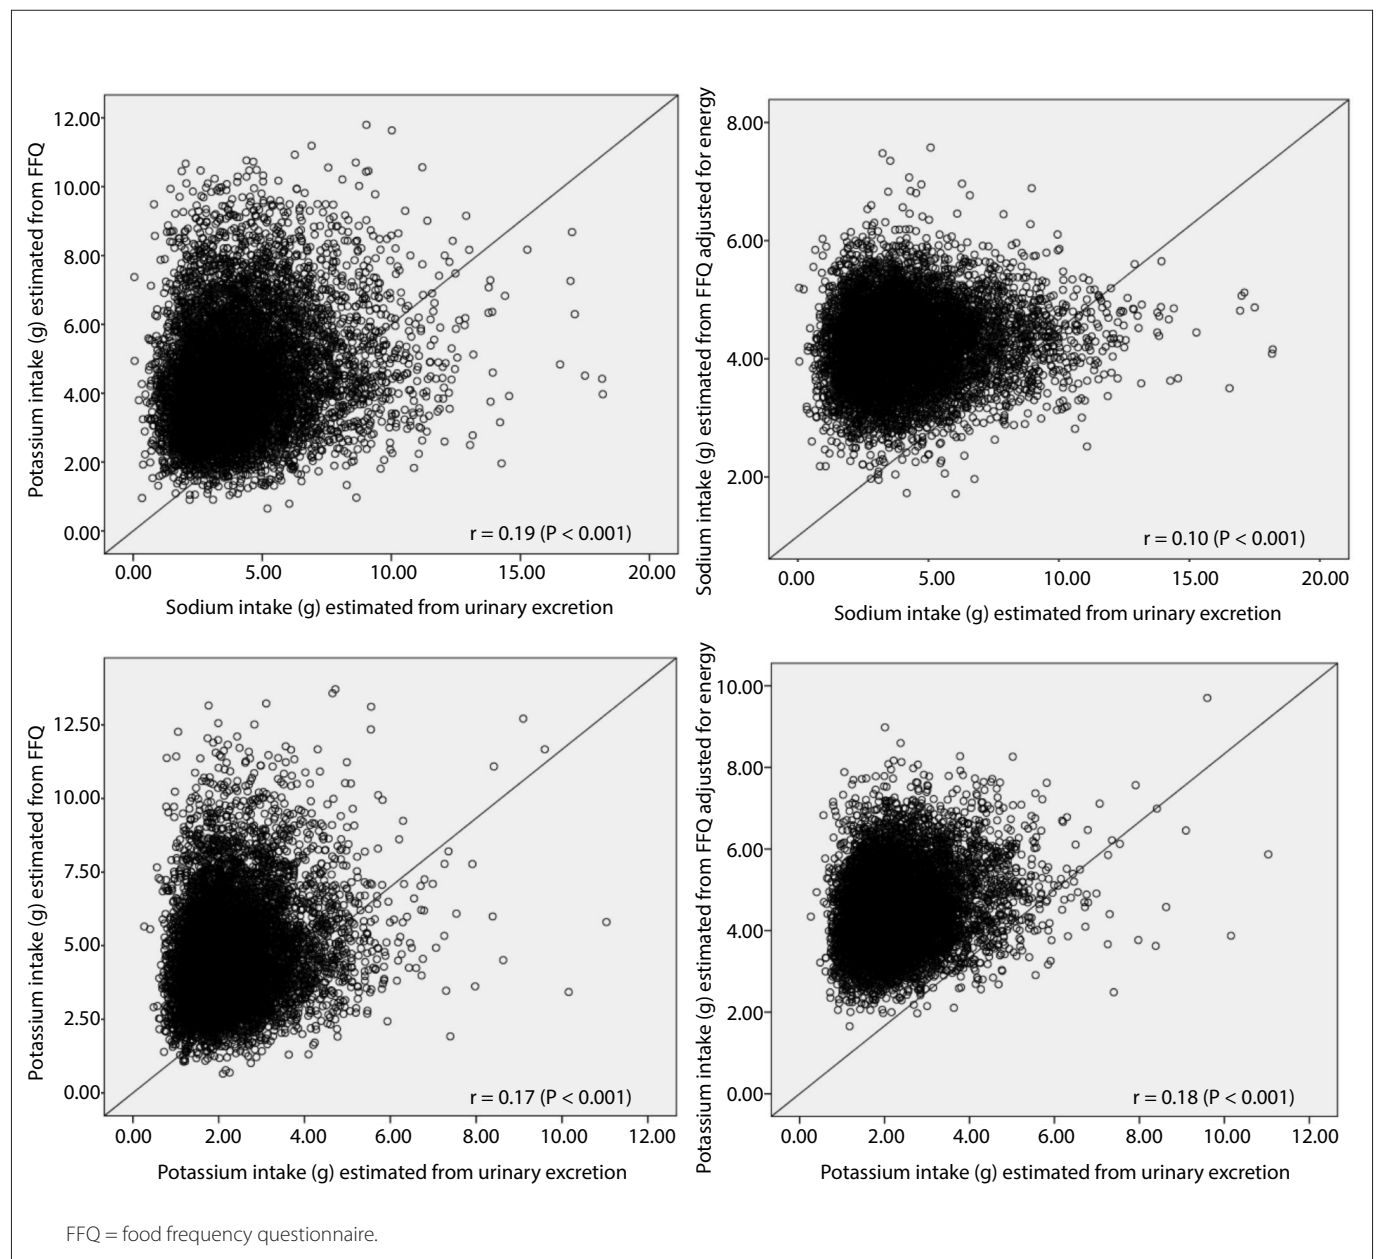 Potassium intake (g) estimated from FFQ
12.00
10.00
8.00
6.00
4.00
2.00
0.00
r = 0.19 (P < 0.001)
0.00 5.00 10.00 15.00 20.00
Sodium intake (g) estimated from urinary excretion
Sodium intake (g) estimated from FFQ adjusted for energy
8.00
6.00
4.00
2.00
r = 0.10 (P < 0.001)
0.00 5.00 10.00 15.00 20.00
Sodium intake (g) estimated from urinary excretion
Potassium intake (g) estimated from FFQ
12.50
10.00
7.50
5.00
2.50
0.00
r = 0.17 (P < 0.001)
0.00 2.00 4.00 6.00 8.00 10.00 12.00
Potassium intake (g) estimated from urinary excretion
Potassium intake (g) estimated from FFQ adjusted for energy
10.00
8.00
6.00
4.00
2.00
0.00
r = 0.18 (P < 0.001)
0.00 2.00 4.00 6.00 8.00 10.00 12.00
Potassium intake (g) estimated from urinary excretion
FFQ = food frequency questionnaire.